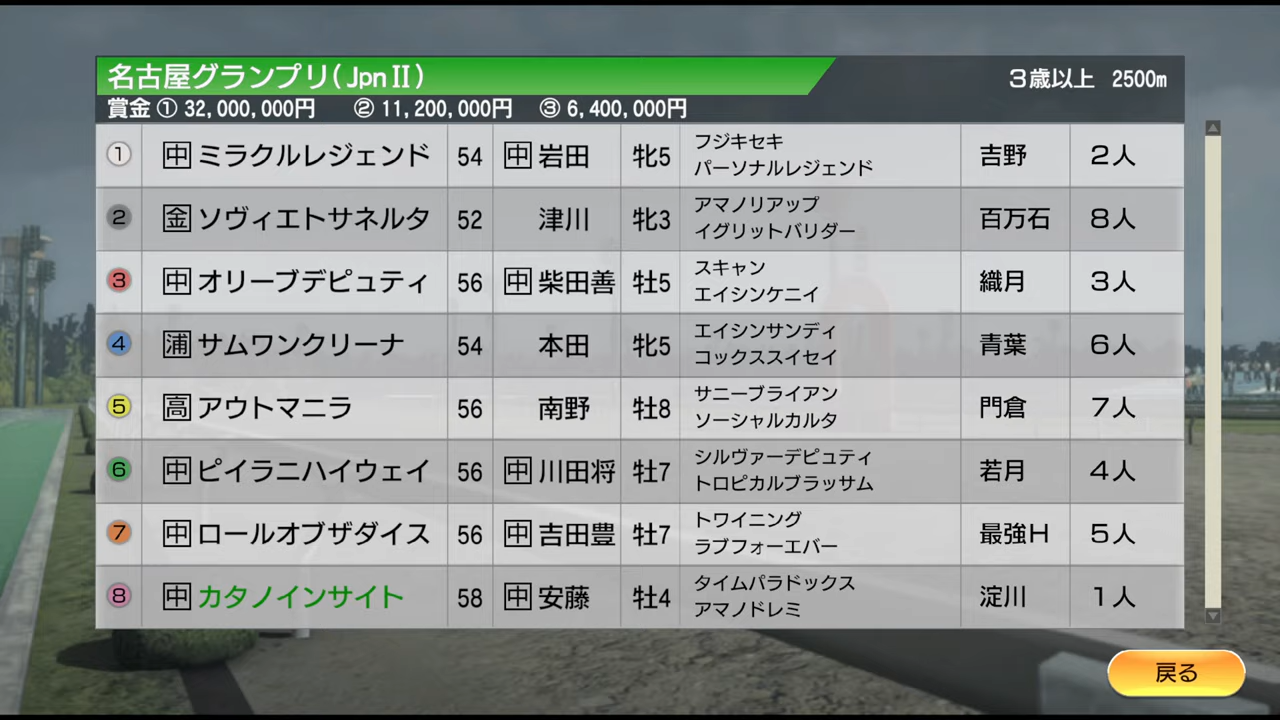 名古屋グランプリ(JpnⅡ) 3歳以上 2500m
賞金 ① 32,000,000円 ② 11,200,000円 ③ 6,400,000円
1 中 ミラクルレジェンド 54 中 岩田 牝5 フジキセキ パーソナルレジェンド 吉野 2人
2 金 ソヴィエトサネルタ 52 津川 牝3 アマノリアップ イグリットバリダー 百万石 8人
3 中 オリーブデピュティ 56 中 柴田善 牡5 スキャン エイシンケニイ 織月 3人
4 浦 サムワンクリーナ 54 本田 牝5 エイシンサンディ コックススイセイ 青葉 6人
5 高 アウトマニラ 56 南野 牡8 サニーブライアン ソーシャルカルタ 門倉 7人
6 中 ピイラニハイウェイ 56 中 川田将 牡7 シルヴァーデピュティ トロピカルブラッサム 若月 4人
7 中 ロールオブザダイス 56 中 吉田豊 牡7 トワイニング ラブフォーエバー 最強H 5人
8 中 カタノインサイト 58 中 安藤 牡4 タイムパラドックス アマノドレミ 淀川 1人
戻る